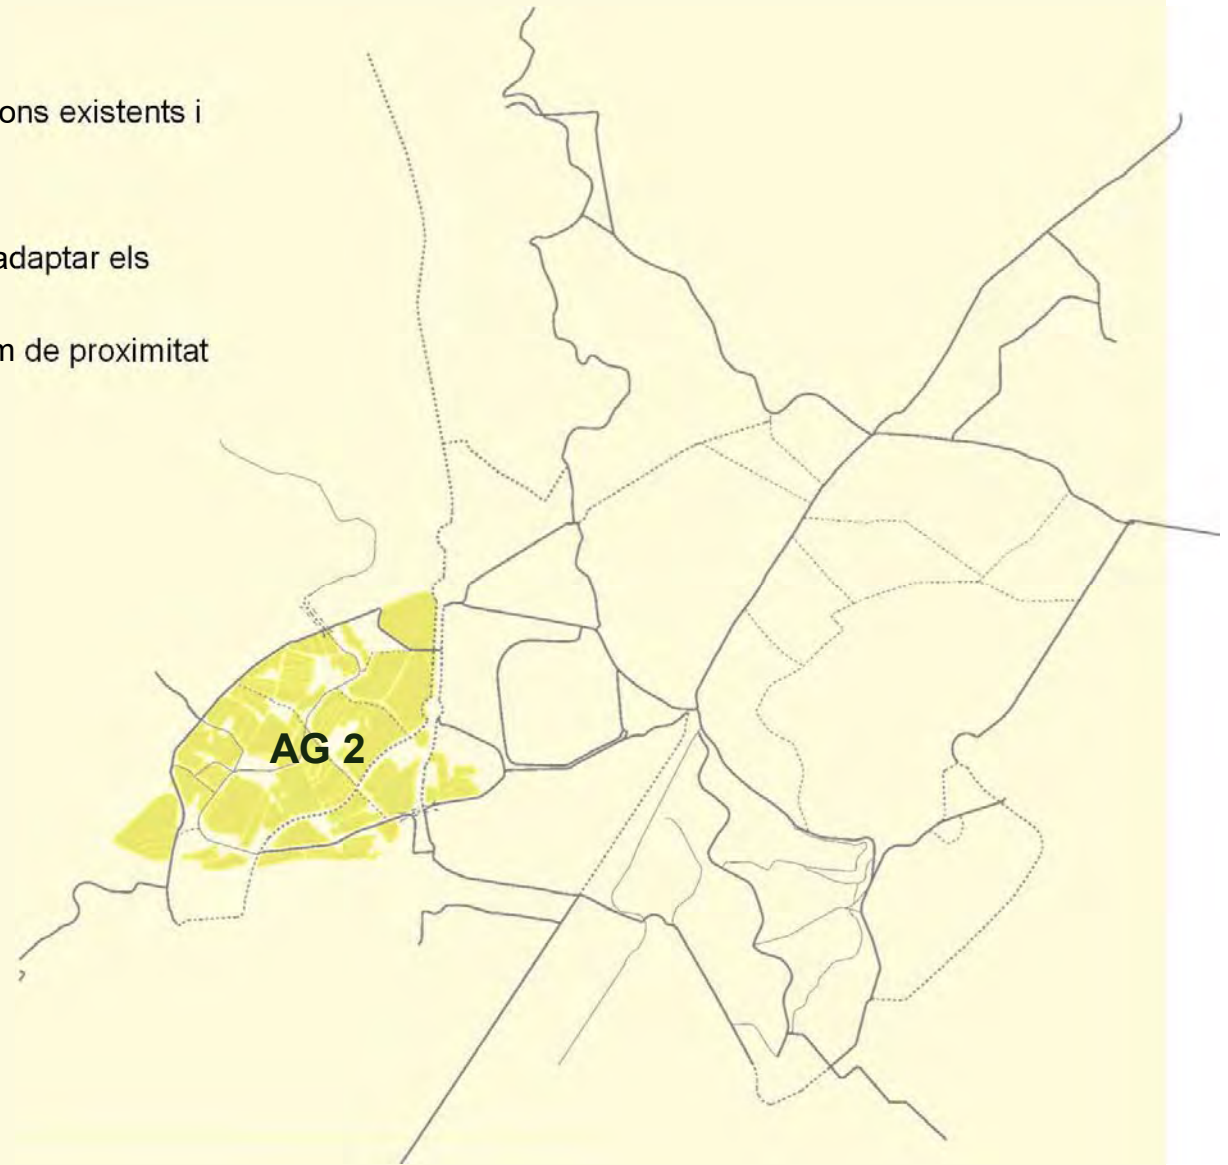 ons existents i
adaptar els
m de proximitat
AG 2